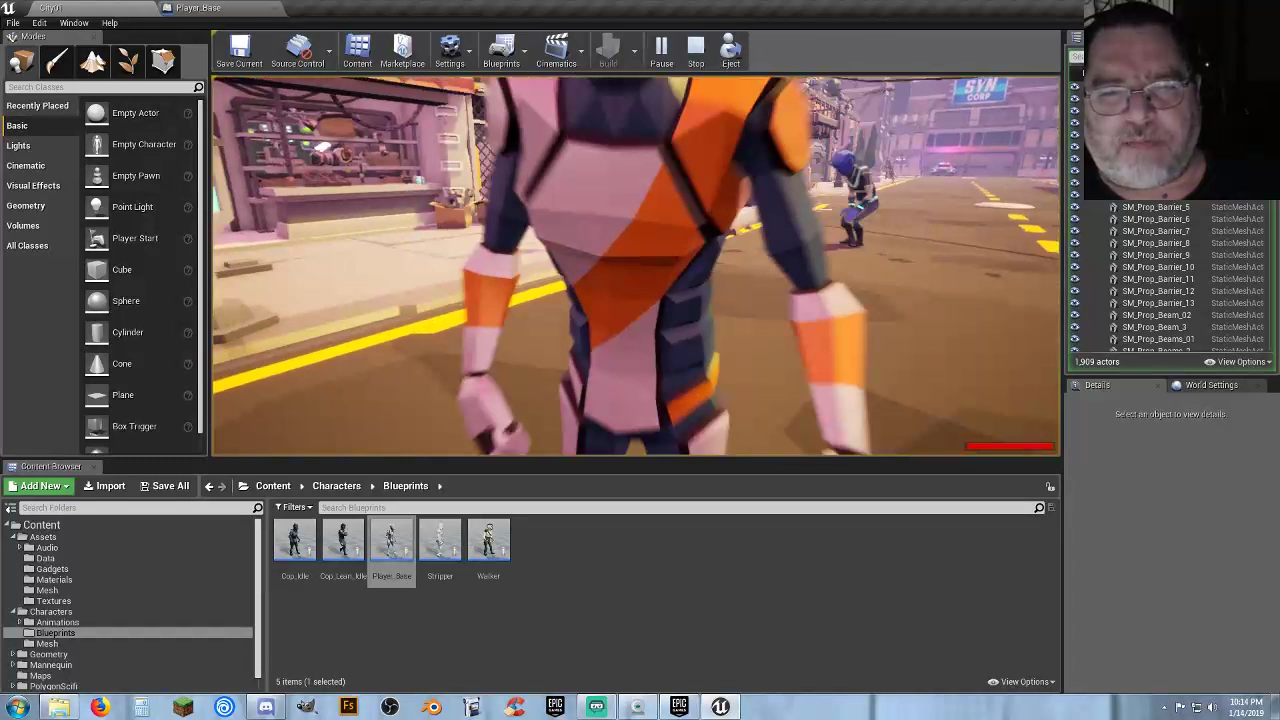 City01
Player_Base
File Edit Window Help
Modes
Search Classes
Recently Placed
Basic
Lights
Cinematic
Visual Effects
Geometry
Volumes
All Classes
Empty Actor
Empty Character
Empty Pawn
Point Light
Player Start
Cube
Sphere
Cylinder
Cone
Plane
Box Trigger
Save Current
Source Control
Content
Marketplace
Settings
Blueprints
Cinematics
Build
Pause
Stop
Eject
SYN
CORP
SM_Prop_Barrier_5 StaticMeshAct
SM_Prop_Barrier_6 StaticMeshAct
SM_Prop_Barrier_7 StaticMeshAct
SM_Prop_Barrier_8 StaticMeshAct
SM_Prop_Barrier_9 StaticMeshAct
SM_Prop_Barrier_10 StaticMeshAct
SM_Prop_Barrier_11 StaticMeshAct
SM_Prop_Barrier_12 StaticMeshAct
SM_Prop_Barrier_13 StaticMeshAct
SM_Prop_Beam_02 StaticMeshAct
SM_Prop_Beam_3 StaticMeshAct
SM_Prop_Beams_01 StaticMeshAct
1,909 actors View Options
Details World Settings
Select an object to view details.
Content Browser
Add New Import Save All Content Characters Blueprints
Search Folders
Filters Search Blueprints
Content
Assets
Audio
Data
Gadgets
Materials
Mesh
Textures
Characters
Animations
Blueprints
Mesh
Geometry
Mannequin
Maps
PolygonScifi
Cop_Idle Cop_Lean_Idle Player_Base Stripper Walker
5 items (1 selected) View Options
Fs
EPIC GAMES
EPIC GAMES
10:14 PM
1/14/2019